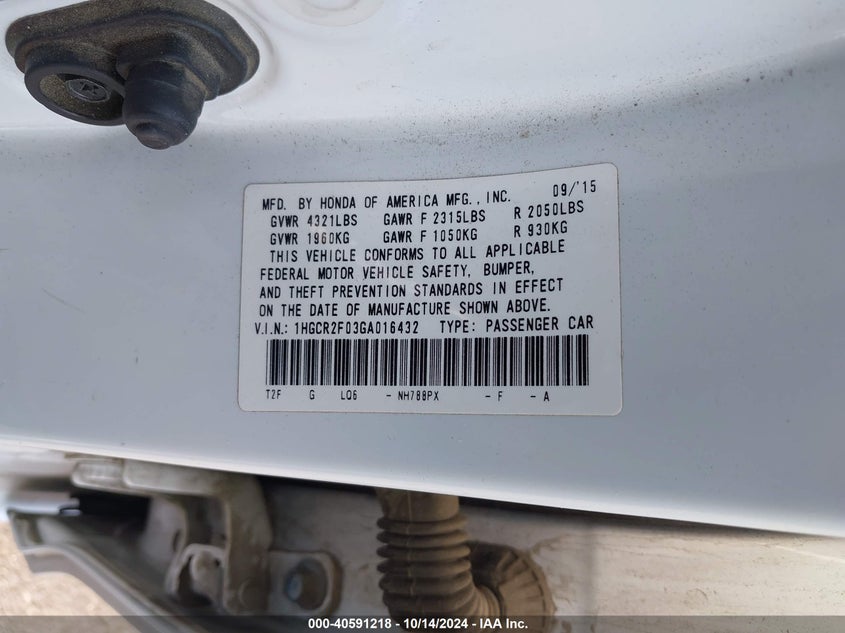 MFD. BY HONDA OF AMERICA MFG., INC. 09/'15
GVWR 4321LBS GAWR F 2315LBS R 2050LBS
GVWR 1960KG GAWR F 1050KG R 930KG
THIS VEHICLE CONFORMS TO ALL APPLICABLE
FEDERAL MOTOR VEHICLE SAFETY, BUMPER,
AND THEFT PREVENTION STANDARDS IN EFFECT
ON THE DATE OF MANUFACTURE SHOWN ABOVE.
V.I.N.: 1HGCR2F03GA016432 TYPE: PASSENGER CAR
T2F G LQ6 - NH788PX - F - A
000-40591218 - 10/14/2024 - IAA Inc.